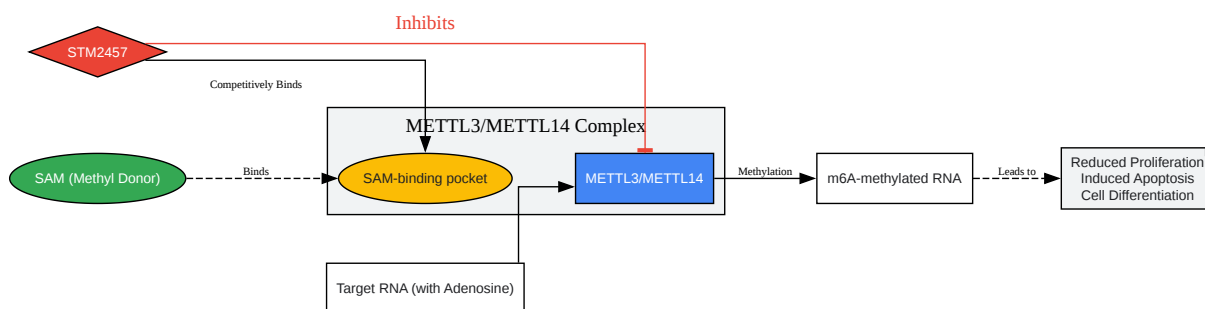 Inhibits
STM2457
Competitively Binds
METTL3/METTL14 Complex
SAM (Methyl Donor)
Binds
SAM-binding pocket
METTL3/METTL14
Methylation
m6A-methylated RNA
Leads to
Reduced Proliferation
Induced Apoptosis
Cell Differentiation
Target RNA (with Adenosine)